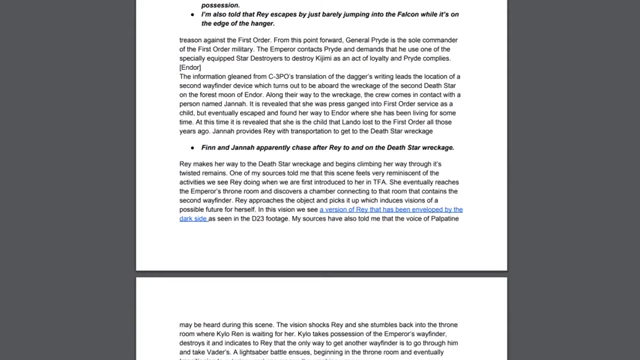 possession.
● I'm also told that Rey escapes by just barely jumping into the Falcon while it's on
the edge of the hanger.
treason against the First Order. From this point forward, General Pryde is the sole commander
of the First Order military. The Emperor contacts Pryde and demands that he use one of the
specially equipped Star Destroyers to destroy Kijimi as an act of loyalty and Pryde complies.
[Endor]
The information gleaned from C-3PO's translation of the dagger's writing leads the location of a
second wayfinder device which turns out to be aboard the wreckage of the second Death Star
on the forest moon of Endor. Along their way to the wreckage, the crew comes in contact with a
person named Jannah. It is revealed that she was press ganged into First Order service as a
child, but eventually escaped and found her way to Endor where she has been living for some
time. At this time it is revealed that she is the child that Lando lost to the First Order all those
years ago. Jannah provides Rey with transportation to get to the Death Star wreckage
● Finn and Jannah apparently chase after Rey to and on the Death Star wreckage.
Rey makes her way to the Death Star wreckage and begins climbing her way through it's
twisted remains. One of my sources told me that this scene feels very reminiscent of the
activities we see Rey doing when we are first introduced to her in TFA. She eventually reaches
the Emperor's throne room and discovers a chamber connecting to that room that contains the
second wayfinder. Rey approaches the object and picks it up which induces visions of a
possible future for herself. In this vision we see a version of Rey that has been enveloped by the
dark side as seen in the D23 footage. My sources have also told me that the voice of Palpatine
may be heard during this scene. The vision shocks Rey and she stumbles back into the throne
room where Kylo Ren is waiting for her. Kylo takes possession of the Emperor's wayfinder,
destroys it and indicates to Rey that the only way to get another wayfinder is to go through him
and take Vader's. A lightsaber battle ensues, beginning in the throne room and eventually